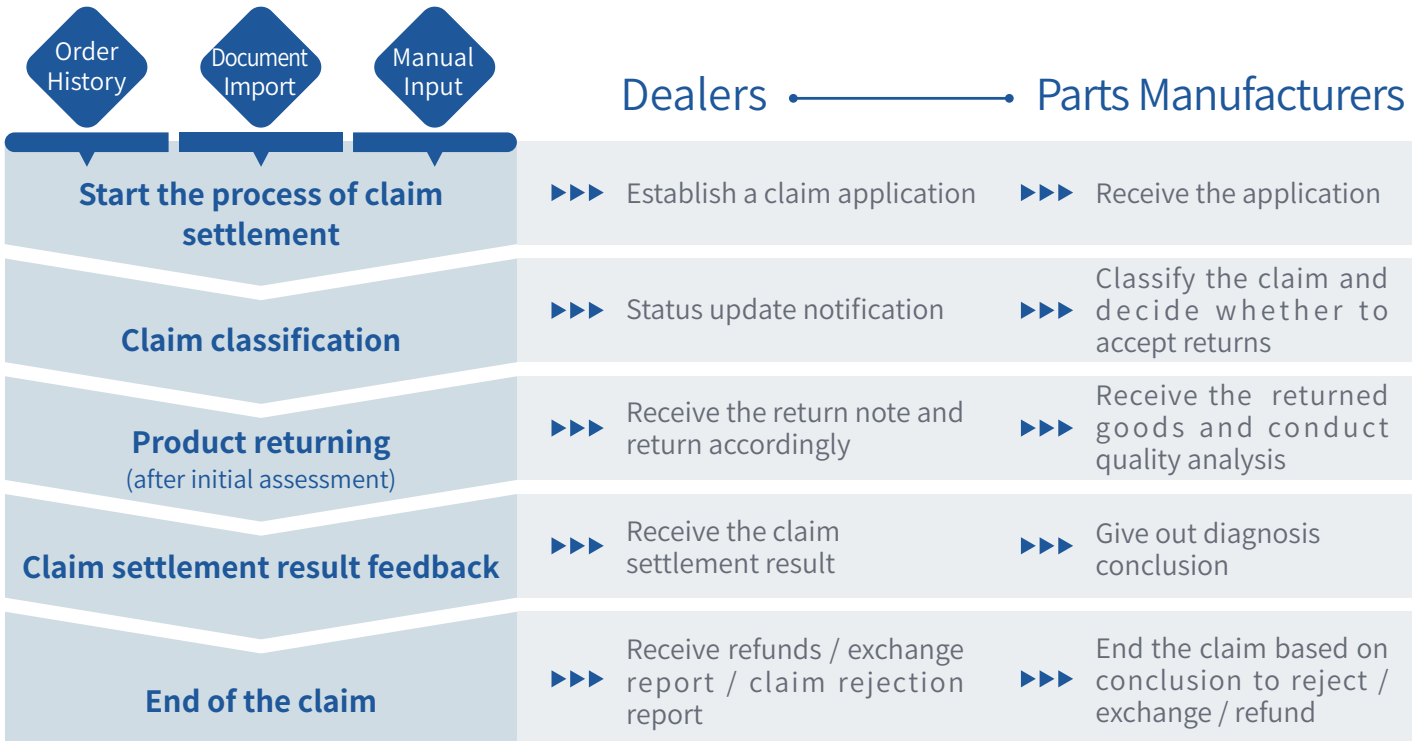 Order
History
Document
Import
Manual
Input
Dealers
Parts Manufacturers
Start the process of claim
settlement
Establish a claim application
Receive the application
Claim classification
Status update notification
Classify the claim and
decide whether to
accept returns
Product returning
(after initial assessment)
Receive the return note and
return accordingly
Receive the returned
goods and conduct
quality analysis
Claim settlement result feedback
Receive the claim
settlement result
Give out diagnosis
conclusion
End of the claim
Receive refunds / exchange
report / claim rejection
report
End the claim based on
conclusion to reject /
exchange / refund